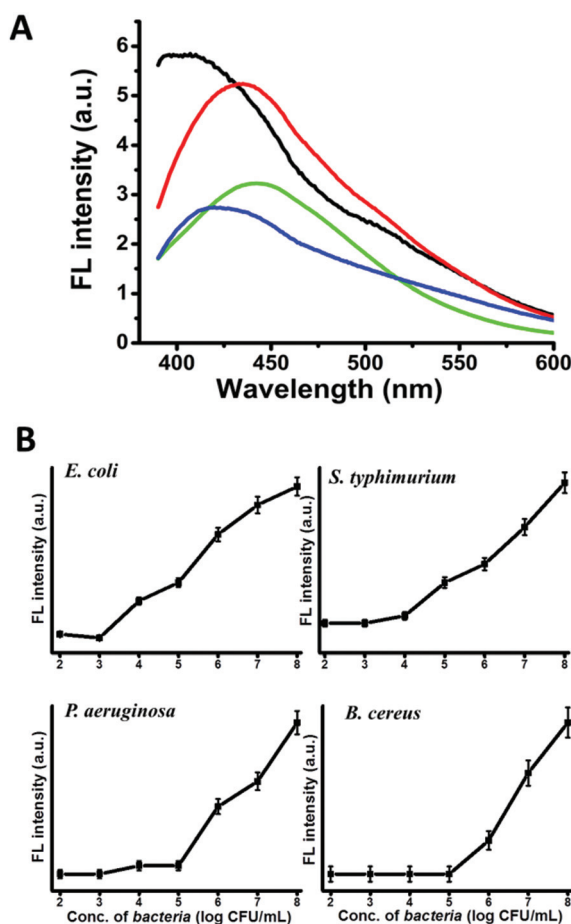 A
FL intensity (a.u.)
6
5
4
3
2
1
0
400 450 500 550 600
Wavelength (nm)
B
E. coli
FL intensity (a.u.)
2 3 4 5 6 7 8
S. typhimurium
FL intensity (a.u.)
2 3 4 5 6 7 8
P. aeruginosa
FL intensity (a.u.)
2 3 4 5 6 7 8
Conc. of bacteria (log CFU/mL)
B. cereus
FL intensity (a.u.)
2 3 4 5 6 7 8
Conc. of bacteria (log CFU/mL)